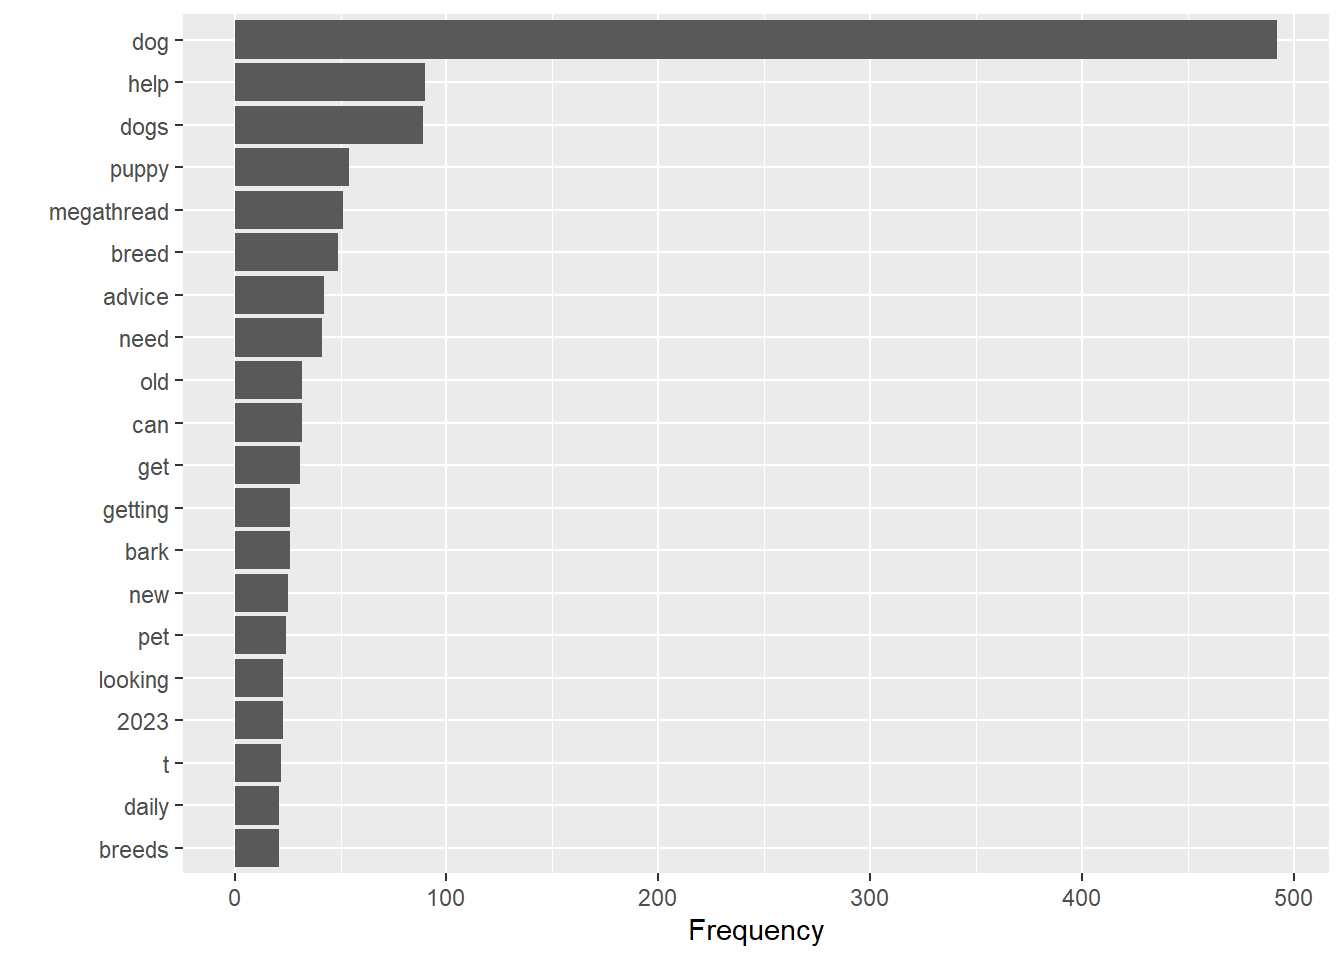 dog
help
dogs
puppy
megathread
breed
advice
need
old
can
get
getting
bark
new
pet
looking
2023
t
daily
breeds
0 100 200 300 400 500
Frequency